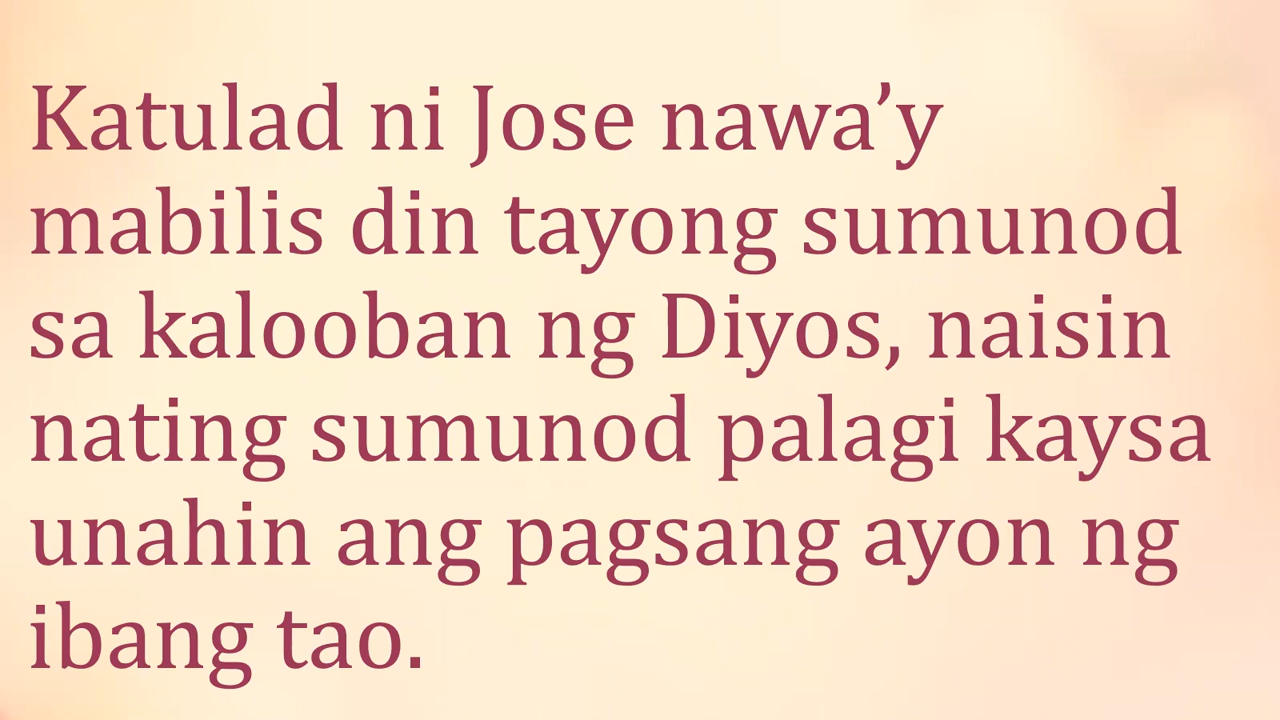 Katulad ni Jose nawa’y
mabilis din tayong sumunod
sa kalooban ng Diyos, naisin
nating sumunod palagi kaysa
unahin ang pagsang ayon ng
ibang tao.